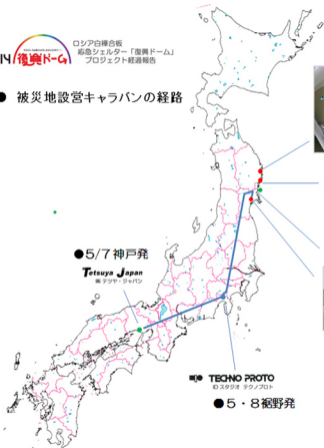 14 復興ドーム
ロシア白樺合板
応急シェルター「復興ドーム」
プロジェクト経過報告
● 被災地設営キャラバンの経路
●5/7 神戸発
Tetsuya Japan
㈱ テツヤ・ジャパン
TECHNO PROTO
スタジオ テクノプロト
●5・8裾野発